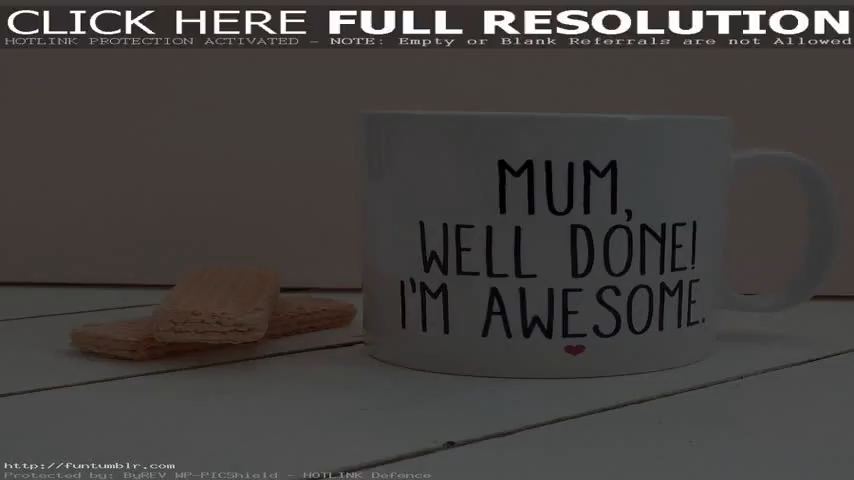 CLICK HERE FULL RESOLUTION
HOTLINK PROTECTION ACTIVATED - NOTE: Empty or Blank Referrals are not Allowed
MUM,
WELL DONE!
I'M AWESOME.
http://funtumblr.com
Protected by: ByREV WP-PICShield - HOTLINK Defence